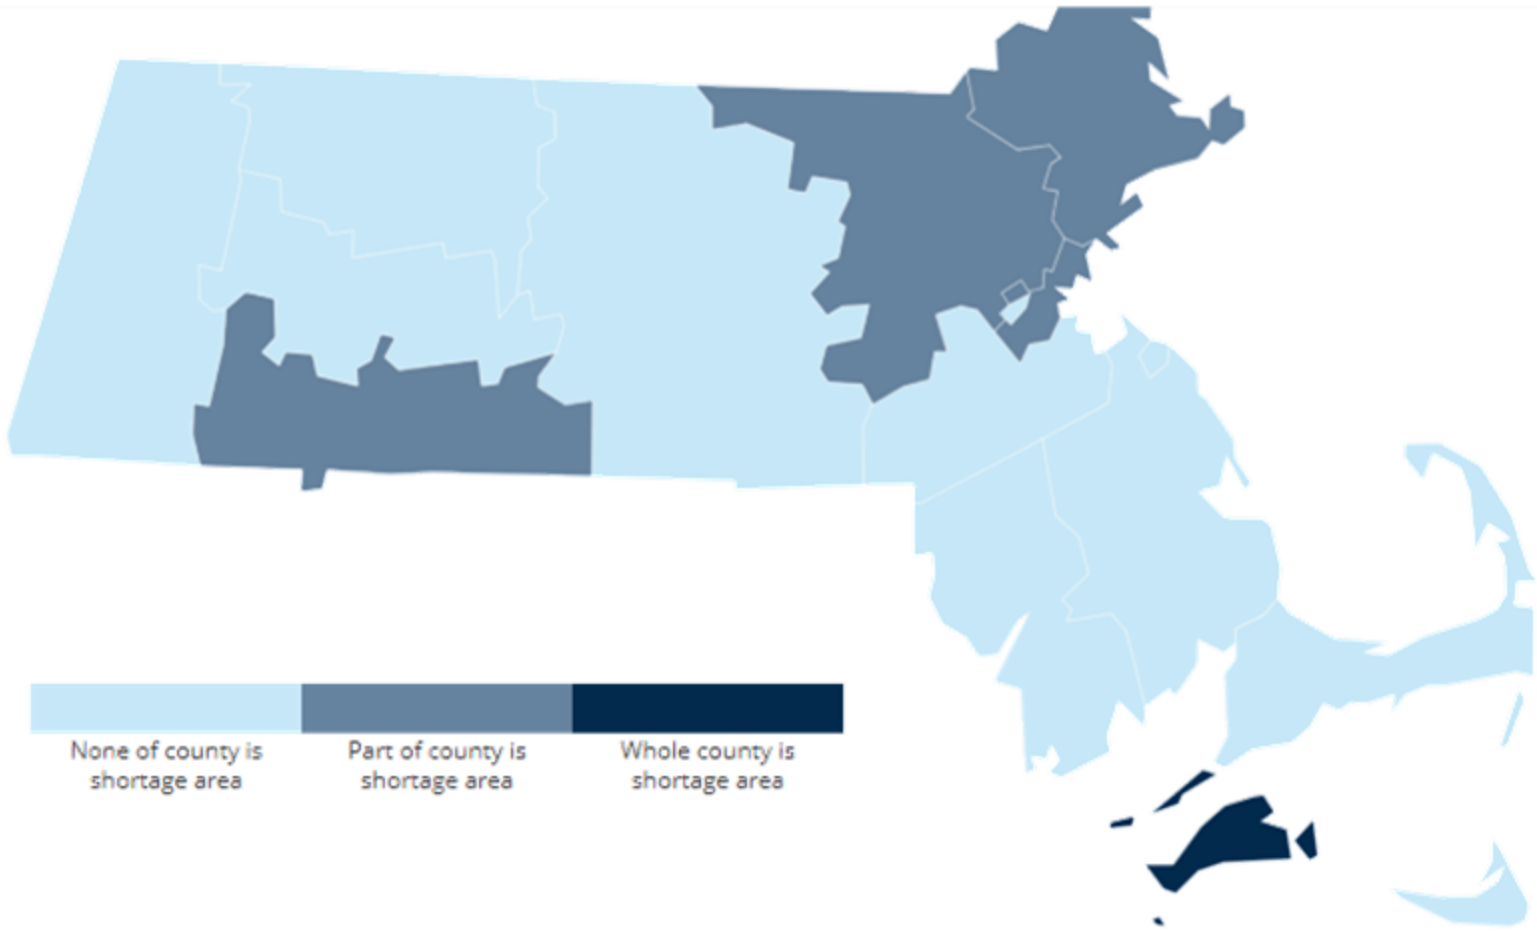 None of county is
shortage area
Part of county is
shortage area
Whole county is
shortage area